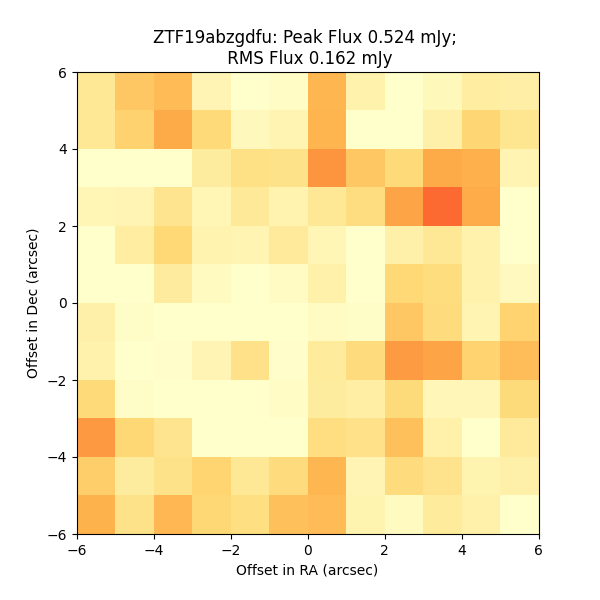 ZTF19abzgdfu: Peak Flux 0.524 mJy;
RMS Flux 0.162 mJy
6
4
2
0
−2
−4
−6
Offset in Dec (arcsec)
−6 −4 −2 0 2 4 6
Offset in RA (arcsec)